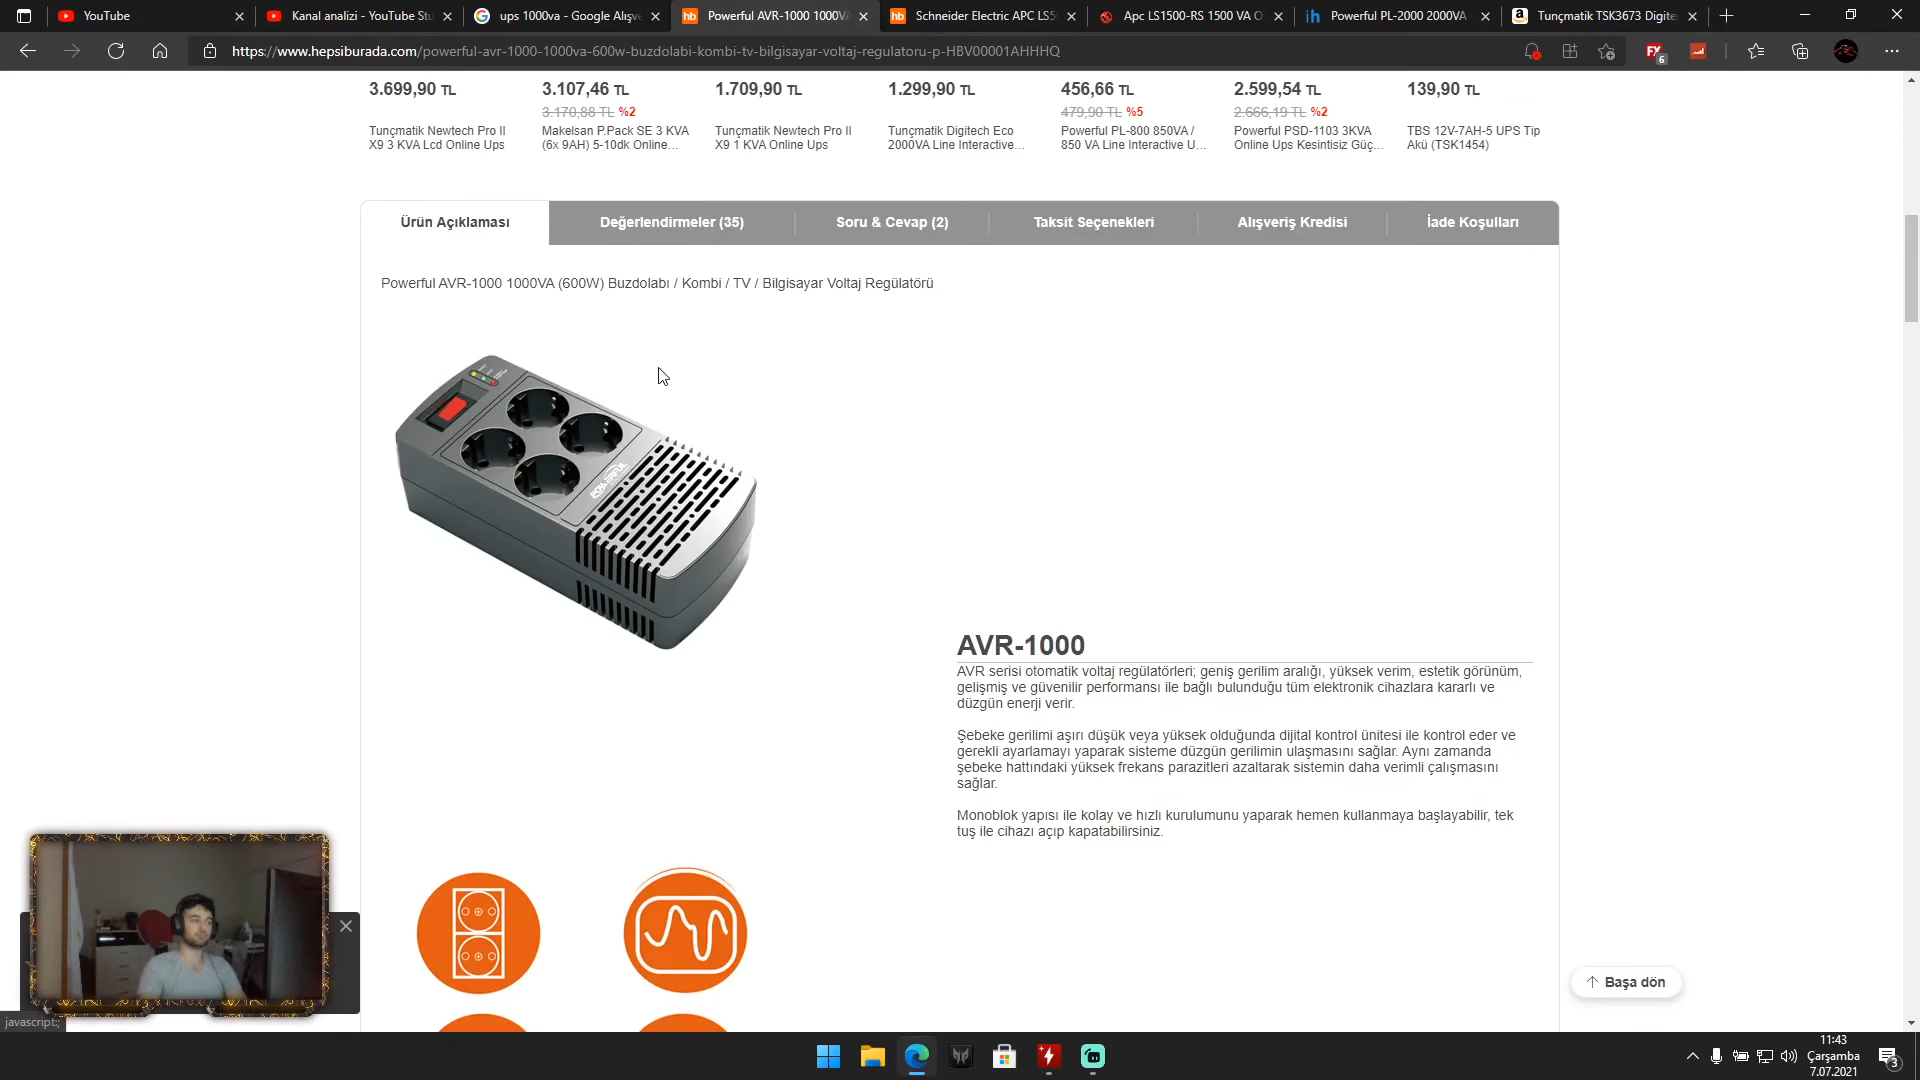 YouTube
Kanal analizi - YouTube Stu
ups 1000va - Google Alışve
Powerful AVR-1000 1000VA
Schneider Electric APC LS5
Apc LS1500-RS 1500 VA O
Powerful PL-2000 2000VA
Tunçmatik TSK3673 Digite
https://www.hepsiburada.com/powerful-avr-1000-1000va-600w-buzdolabi-kombi-tv-bilgisayar-voltaj-regulatoru-p-HBV00001AHHHQ
3.699,90 TL
3.107,46 TL
1.709,90 TL
1.299,90 TL
456,66 TL
2.599,54 TL
139,90 TL
3.170,88 TL %2
479,90 TL %5
2.666,19 TL %2
Tunçmatik Newtech Pro II
X9 3 KVA Lcd Online Ups
Makelsan P.Pack SE 3 KVA
(6x 9AH) 5-10dk Online...
Tunçmatik Newtech Pro II
X9 1 KVA Online Ups
Tunçmatik Digitech Eco
2000VA Line Interactive...
Powerful PL-800 850VA /
850 VA Line Interactive U...
Powerful PSD-1103 3KVA
Online Ups Kesintisiz Güç...
TBS 12V-7AH-5 UPS Tip
Akü (TSK1454)
Ürün Açıklaması
Değerlendirmeler (35)
Soru & Cevap (2)
Taksit Seçenekleri
Alışveriş Kredisi
İade Koşulları
Powerful AVR-1000 1000VA (600W) Buzdolabı / Kombi / TV / Bilgisayar Voltaj Regülatörü
POWERFUL
AVR-1000
AVR serisi otomatik voltaj regülatörleri; geniş gerilim aralığı, yüksek verim, estetik görünüm,
gelişmiş ve güvenilir performansı ile bağlı bulunduğu tüm elektronik cihazlara kararlı ve
düzgün enerji verir.
Şebeke gerilimi aşırı düşük veya yüksek olduğunda dijital kontrol ünitesi ile kontrol eder ve
gerekli ayarlamayı yaparak sisteme düzgün gerilimin ulaşmasını sağlar. Aynı zamanda
şebeke hattındaki yüksek frekans parazitleri azaltarak sistemin daha verimli çalışmasını
sağlar.
Monoblok yapısı ile kolay ve hızlı kurulumunu yaparak hemen kullanmaya başlayabilir, tek
tuş ile cihazı açıp kapatabilirsiniz.
Başa dön
javascript:;
11:43
Çarşamba
7.07.2021
3